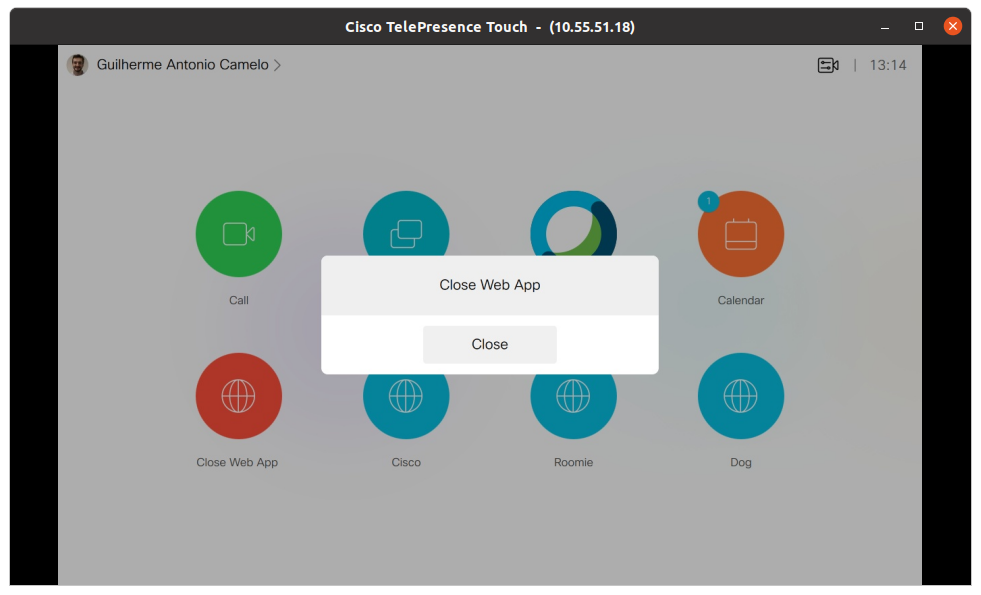 Cisco TelePresence Touch - (10.55.51.18)
Guilherme Antonio Camelo
13:14
1
Call
Calendar
Close Web App
Close
Close Web App
Cisco
Roomie
Dog